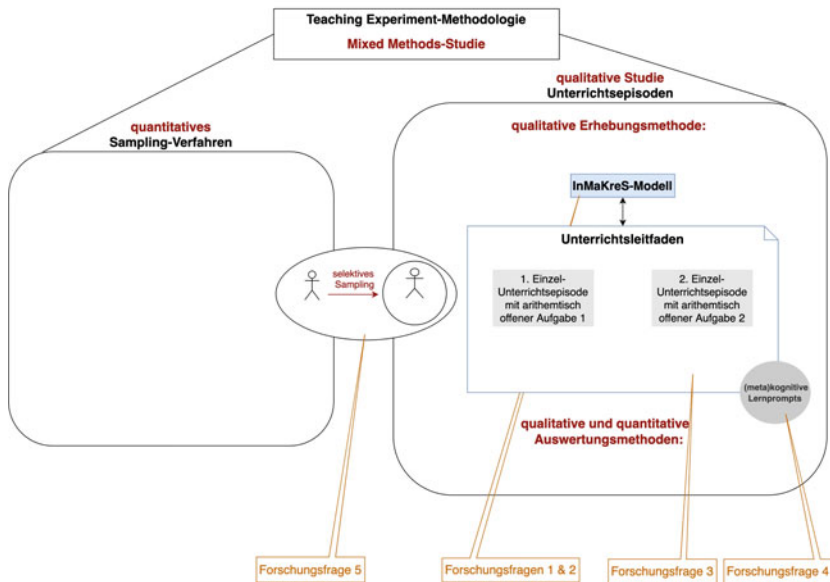 Teaching Experiment-Methodologie
Mixed Methods-Studie
qualitative Studie
Unterrichtsepisoden
quantitatives
Sampling-Verfahren
qualitative Erhebungsmethode:
InMaKreS-Modell
Unterrichtsleitfaden
selektives
Sampling
1. Einzel-
Unterrichtsepisode
mit arithemtisch
offener Aufgabe 1
2. Einzel-
Unterrichtsepisode
mit arithemtisch
offener Aufgabe 2
(meta)kognitive
Lernprompts
qualitative und quantitative
Auswertungsmethoden:
Forschungsfrage 5
Forschungsfragen 1 & 2
Forschungsfrage 3
Forschungsfrage 4